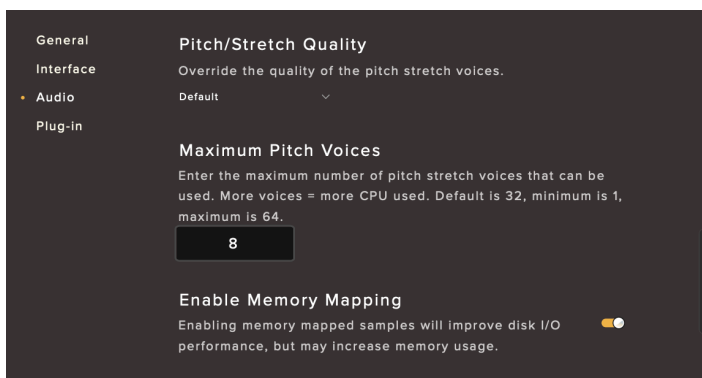 General
Interface
Audio
Plug-in
Pitch/Stretch Quality
Override the quality of the pitch stretch voices.
Default
Maximum Pitch Voices
Enter the maximum number of pitch stretch voices that can be
used. More voices = more CPU used. Default is 32, minimum is 1,
maximum is 64.
8
Enable Memory Mapping
Enabling memory mapped samples will improve disk I/O
performance, but may increase memory usage.